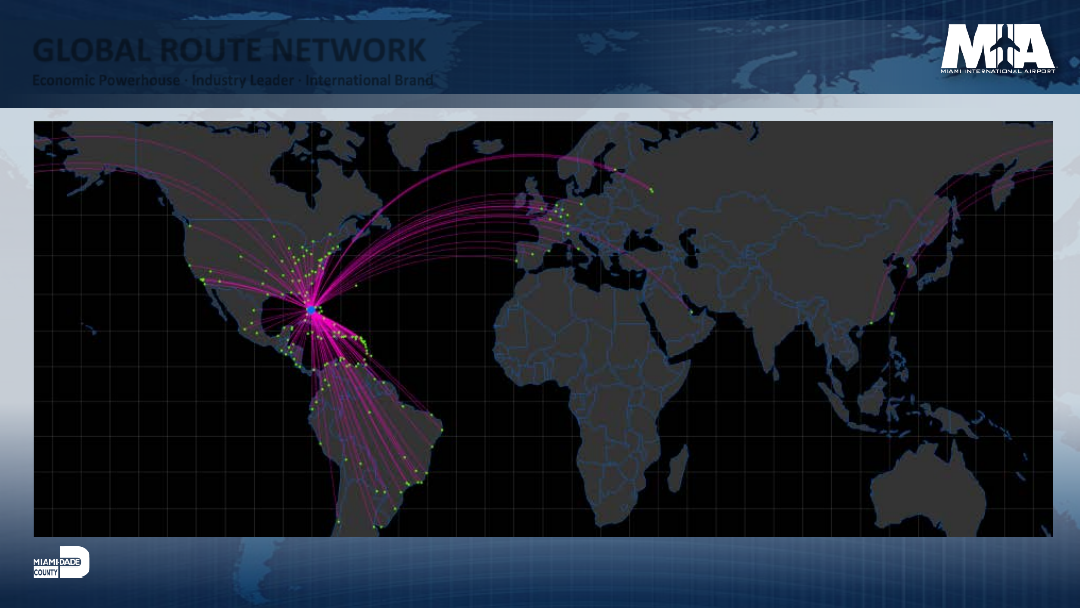 GLOBAL ROUTE NETWORK
Economic Powerhouse - Industry Leader - International Brand
MIA
MIAMI INTERNATIONAL AIRPORT
MIAMI-DADE
COUNTY